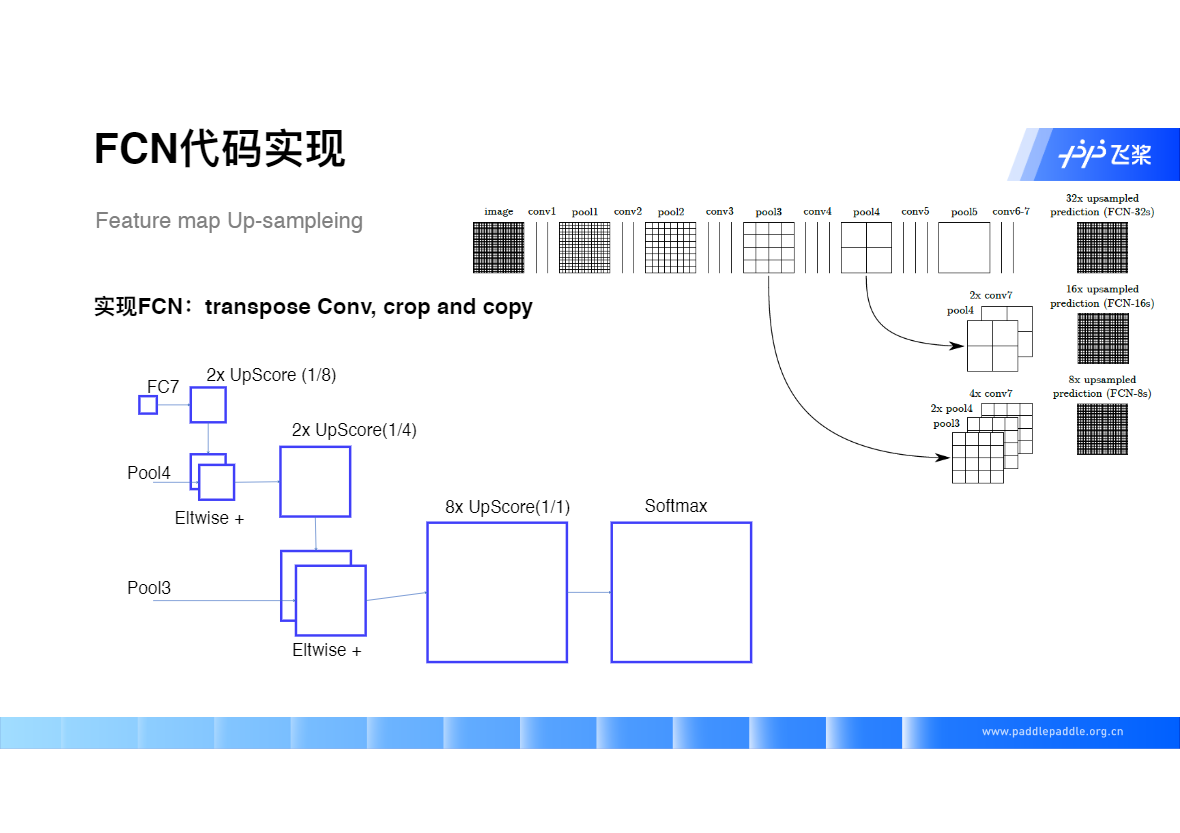 FCN代码实现
飞桨
Feature map Up-sampleing
image conv1 pool1 conv2 pool2 conv3 pool3 conv4 pool4 conv5 pool5 conv6-7
32x upsampled
prediction (FCN-32s)
16x upsampled
prediction (FCN-16s)
2x conv7
pool4
8x upsampled
prediction (FCN-8s)
4x conv7
2x pool4
pool3
实现FCN：transpose Conv, crop and copy
FC7
2x UpScore (1/8)
2x UpScore(1/4)
Pool4
Eltwise +
8x UpScore(1/1)
Softmax
Pool3
Eltwise +
www.paddlepaddle.org.cn